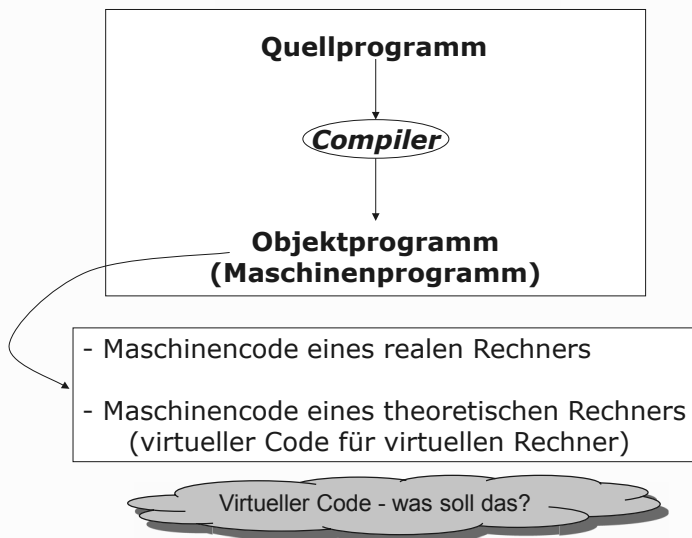 Quellprogramm
Compiler
Objektprogramm
(Maschinenprogramm)
- Maschinencode eines realen Rechners
- Maschinencode eines theoretischen Rechners
(virtueller Code für virtuellen Rechner)
Virtueller Code - was soll das?